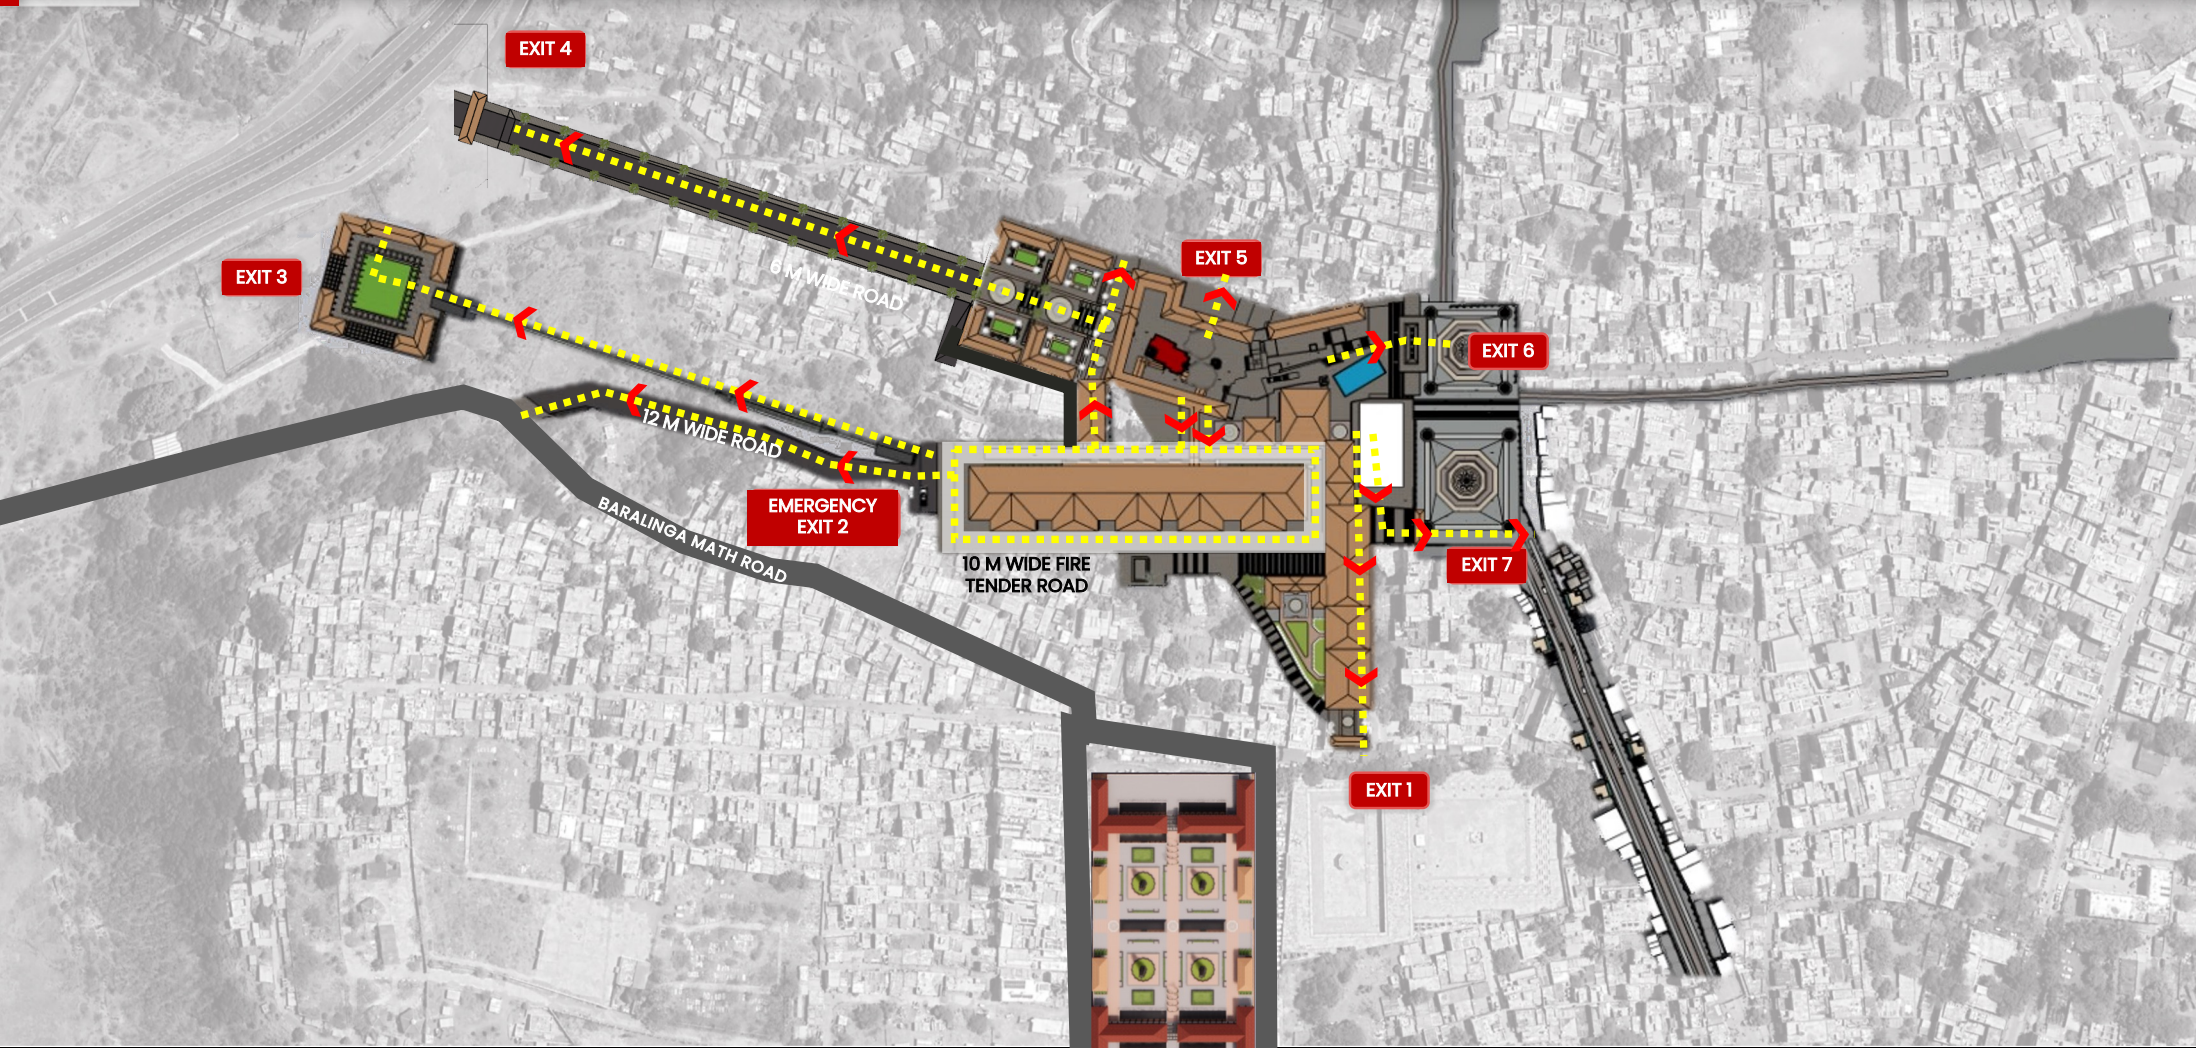 EXIT 4
EXIT 5
EXIT 3
6 M WIDE ROAD
EXIT 6
12 M WIDE ROAD
EMERGENCY
EXIT 2
BARALINGA MATH ROAD
10 M WIDE FIRE
TENDER ROAD
EXIT 7
EXIT 1